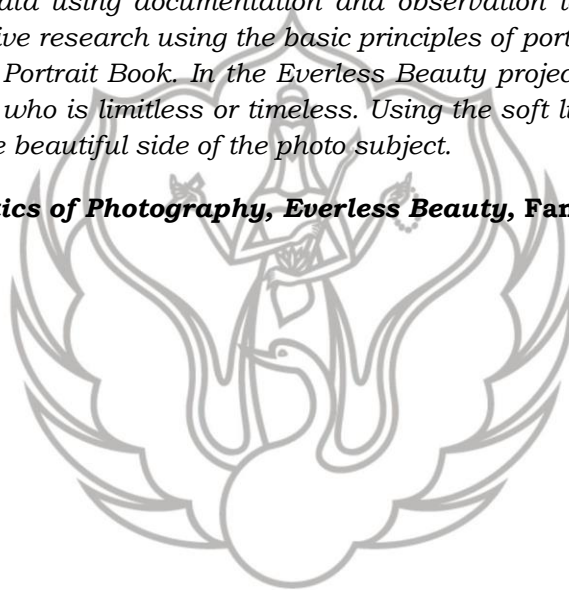 data using documentation and observation
ive research using the basic principles of port
Portrait Book. In the Everless Beauty projec
who is limitless or timeless. Using the soft li
e beautiful side of the photo subject.
tics of Photography, Everless Beauty, Fan